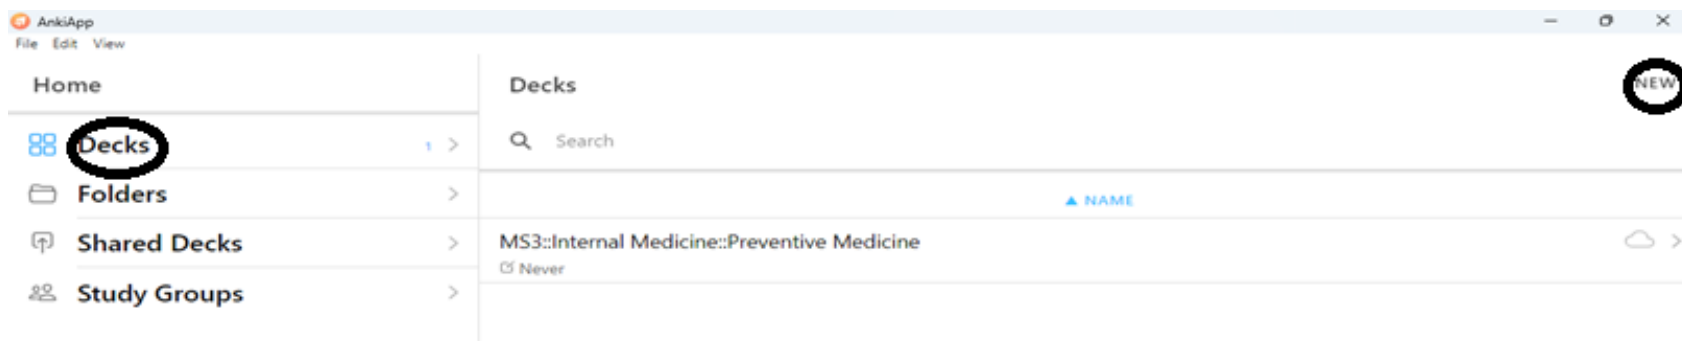 AnkiApp
File Edit View
Home
Decks 1
Folders
Shared Decks
Study Groups
Decks
NEW
Search
▲ NAME
MS3::Internal Medicine::Preventive Medicine
Never